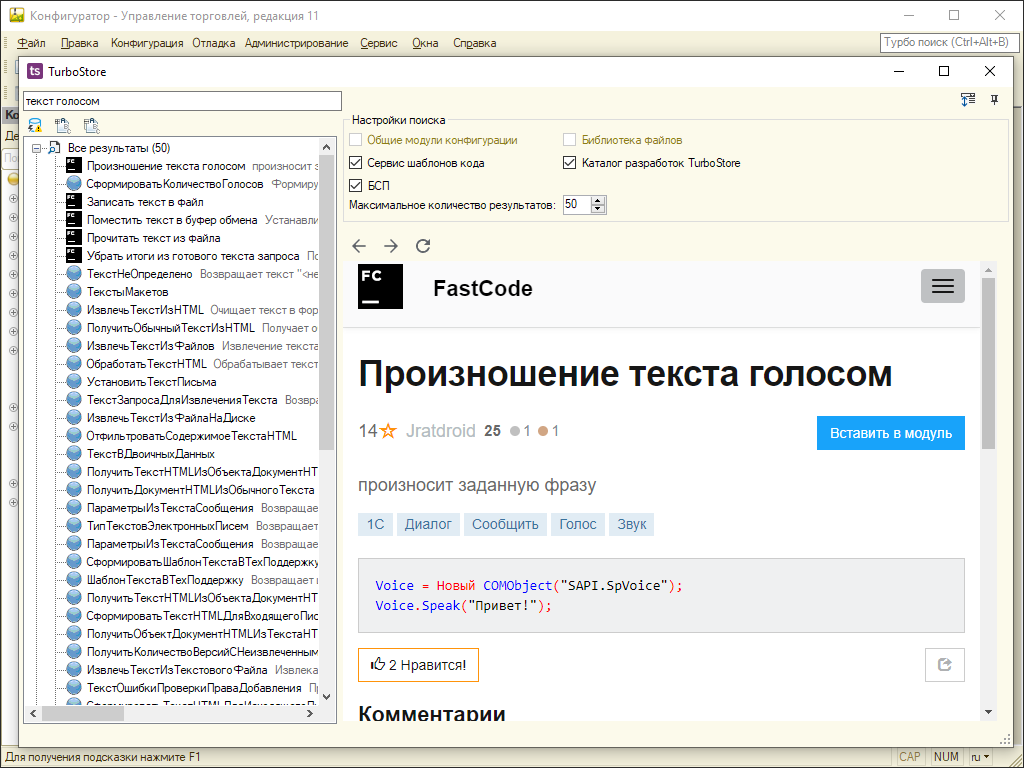 Конфигуратор - Управление торговлей, редакция 11
Файл Правка Конфигурация Отладка Администрирование Сервис Окна Справка
Турбо поиск (Ctrl+Alt+B)
ts TurboStore
текст голосом
Все результаты (50)
Произношение текста голосом произносит з
СформироватьКоличествоГолосов Формиру
Записать текст в файл
Поместить текст в буфер обмена Устанавли
Прочитать текст из файла
Убрать итоги из готового текста запроса По
ТекстНеОпределено Возвращает текст "<не
ТекстыМакетов
ИзвлечьТекстИзHTML Очищает текст в фор
ПолучитьОбычныйТекстИзHTML Получает о
ИзвлечьТекстИзФайлов Извлечение текста
ОбработатьТекстHTML Обрабатывает текст
УстановитьТекстПисьма
ТекстЗапросаДляИзвлеченияТекста Возвра
ИзвлечьТекстИзФайлаНаДиске
ОтфильтроватьСодержимоеТекстаHTML
ТекстВДвоичныхДанных
ПолучитьТекстHTMLИзОбъектаДокументHT
ПолучитьДокументHTMLИзОбычногоТекста
ПараметрыИзТекстаСообщения Возвращае
ТипТекстовЭлектронныхПисем Возвращает
ПараметрыИзТекстаСообщения Возвращае
СформироватьШаблонТекстаВТехПоддержку
ШаблонТекстаВТехПоддержку Возвращает
ПолучитьТекстHTMLИзОбъектаДокументHT
СформироватьТекстHTMLДляВходящегоПис
ПолучитьОбъектДокументHTMLИзТекстаHT
ПолучитьКоличествоВерсийСНеизвлеченным
ИзвлечьТекстИзТекстовогоФайла Извлека
ТекстОшибкиПроверкиПраваДобавления Пр
СформироватьТекстHTMLДляИсходящегоПис
Настройки поиска
Общие модули конфигурации Библиотека файлов
Сервис шаблонов кода Каталог разработок TurboStore
БСП
Максимальное количество результатов: 50
FC FastCode
Произношение текста голосом
14 Jratdroid 25 1 1 Вставить в модуль
произносит заданную фразу
1C Диалог Сообщить Голос Звук
Voice = Новый COMObject("SAPI.SpVoice");
Voice.Speak("Привет!");
2 Нравится!
Комментарии
Для получения подсказки нажмите F1
CAP NUM ru